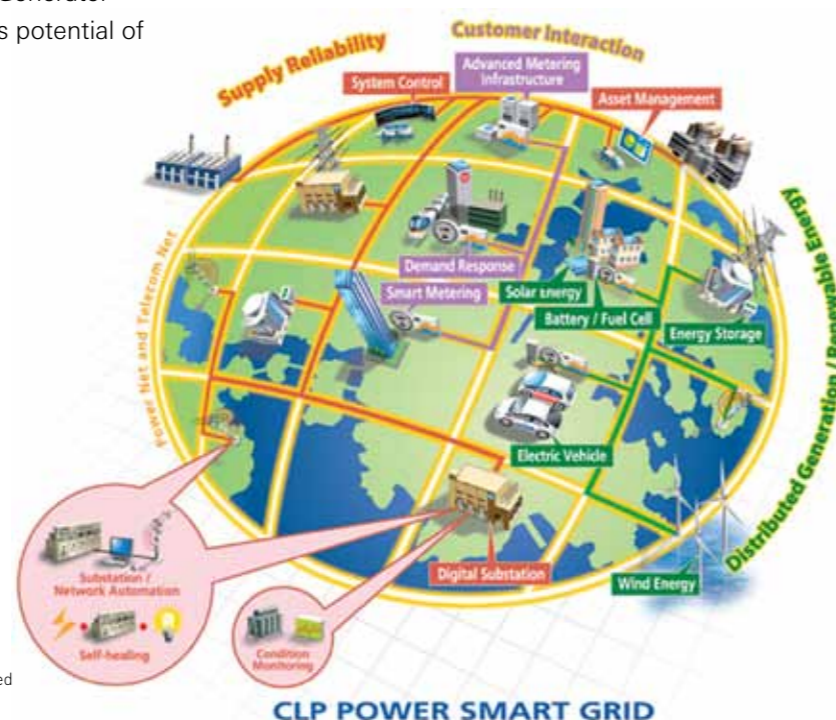 s potential of
Supply Reliability
Customer Interaction
System Control
Advanced Metering
Infrastructure
Asset Management
Power Net and Telecom Net
Distributed Generation / Renewable Energy
Demand Response
Smart Metering
Solar Energy
Battery / Fuel Cell
Energy Storage
Electric Vehicle
Digital Substation
Wind Energy
Substation /
Network Automation
Self-healing
Condition
Monitoring
ed
CLP POWER SMART GRID